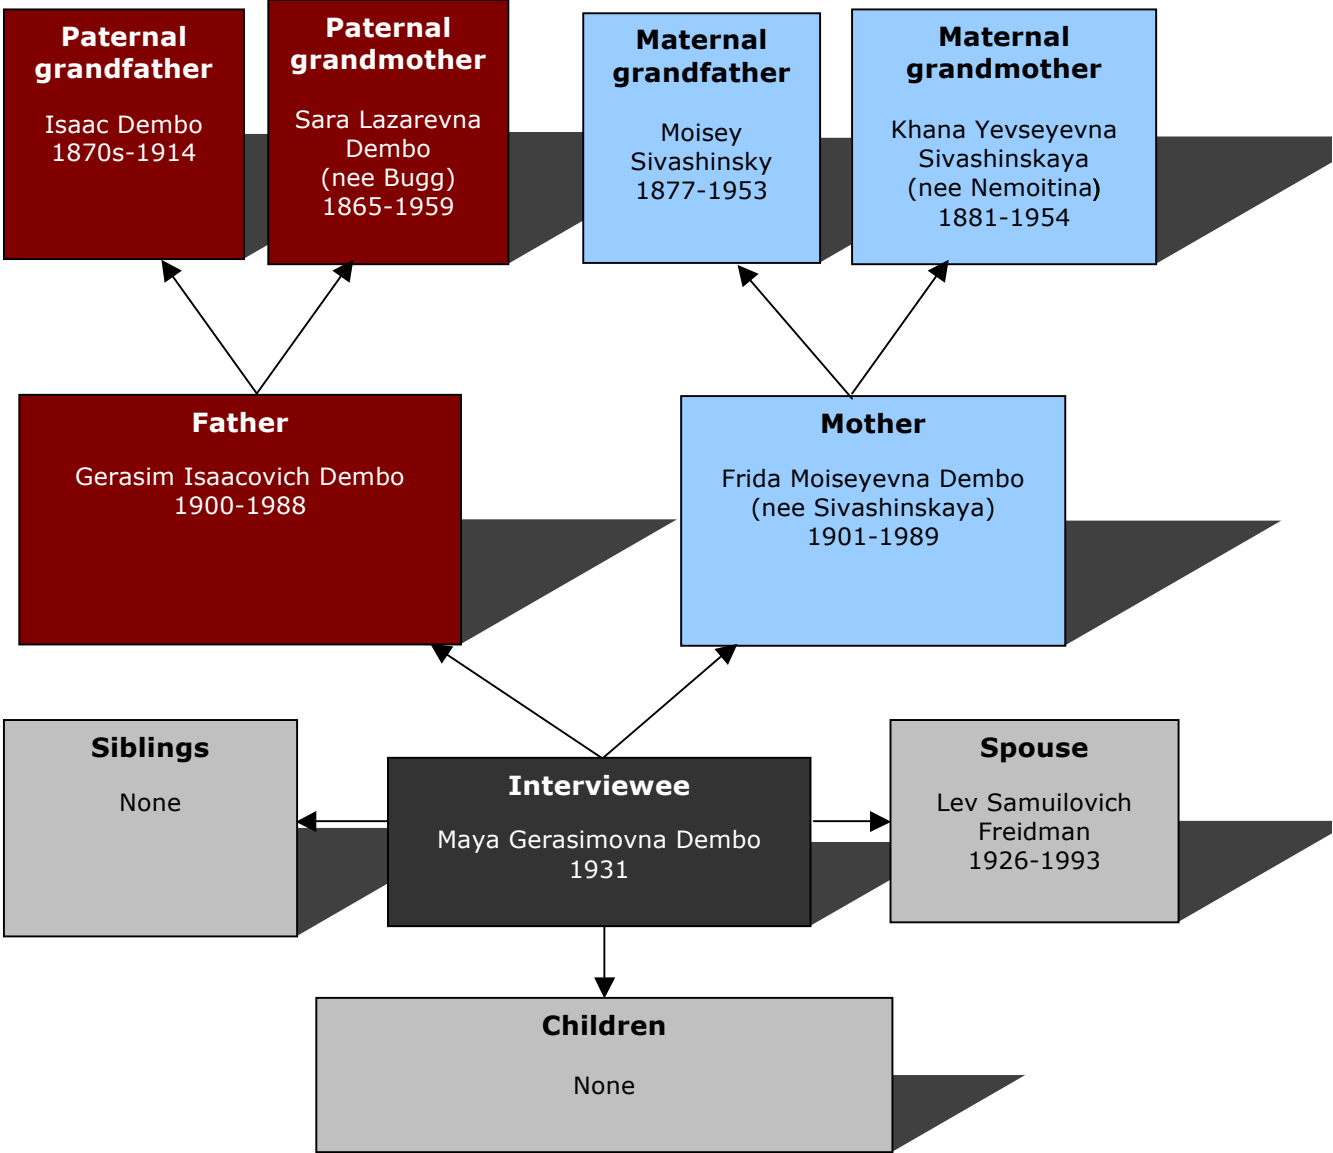 Paternal
grandfather
Isaac Dembo
1870s-1914
Paternal
grandmother
Sara Lazarevna
Dembo
(nee Bugg)
1865-1959
Maternal
grandfather
Moisey
Sivashinsky
1877-1953
Maternal
grandmother
Khana Yevseyevna
Sivashinskaya
(nee Nemoitina)
1881-1954
Father
Gerasim Isaacovich Dembo
1900-1988
Mother
Frida Moiseyevna Dembo
(nee Sivashinskaya)
1901-1989
Siblings
None
Interviewee
Maya Gerasimovna Dembo
1931
Spouse
Lev Samuilovich
Freidman
1926-1993
Children
None